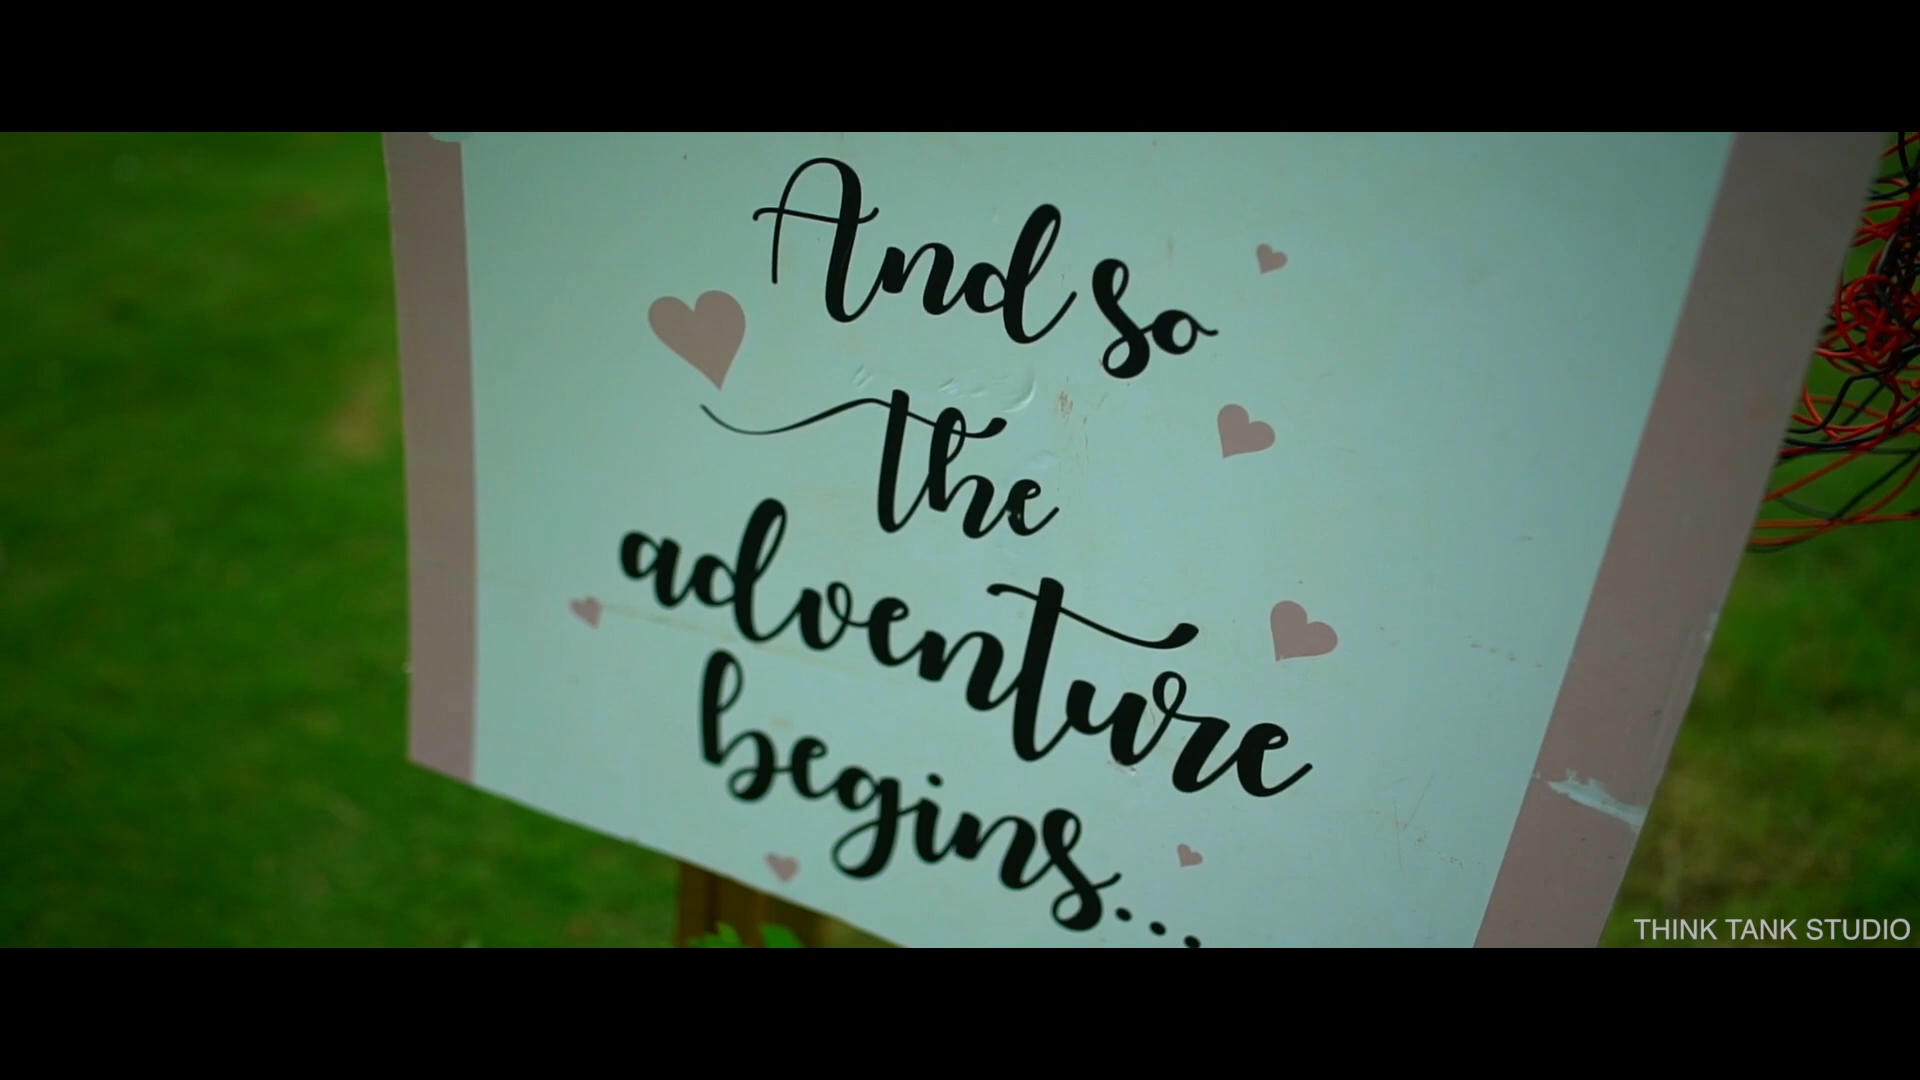 And so
the
adventure
begins...
THINK TANK STUDIO